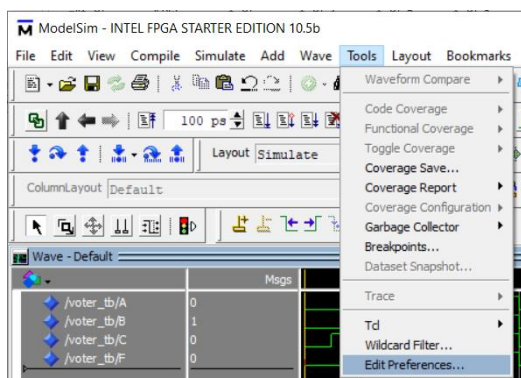 ModelSim - INTEL FPGA STARTER EDITION 10.5b
File Edit View Compile Simulate Add Wave Tools Layout Bookmarks
Waveform Compare
Code Coverage
Functional Coverage
Toggle Coverage
Coverage Save...
Coverage Report
Coverage Configuration
Garbage Collector
Breakpoints...
Dataset Snapshot...
Trace
Tcl
Wildcard Filter...
Edit Preferences...
100 ps
Layout Simulate
ColumnLayout Default
Wave - Default
Msgs
/voter_tb/A 0
/voter_tb/B 1
/voter_tb/C 0
/voter_tb/F 0